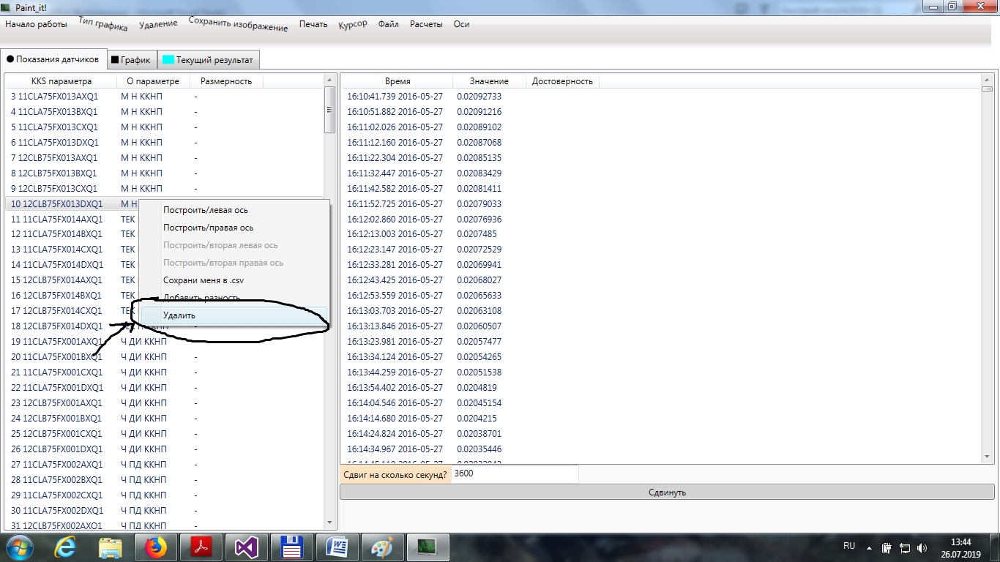 Paint_it!
Начало работы Тип графика Удаление Сохранить изображение Печать Курсор Файл Расчеты Оси
Показания датчиков График Текущий результат
KKS параметра О параметре Размерность Время Значение Достоверность
3 11CLA75FX013AXQ1 М Н ККНП - 16:10:41.739 2016-05-27 0.02092733
4 11CLA75FX013BXQ1 М Н ККНП - 16:10:51.882 2016-05-27 0.02091216
5 11CLA75FX013CXQ1 М Н ККНП - 16:11:02.026 2016-05-27 0.02089102
6 11CLA75FX013DXQ1 М Н ККНП - 16:11:12.160 2016-05-27 0.02087068
7 12CLB75FX013AXQ1 М Н ККНП - 16:11:22.304 2016-05-27 0.02085135
8 12CLB75FX013BXQ1 М Н ККНП - 16:11:32.447 2016-05-27 0.02083429
9 12CLB75FX013CXQ1 М Н ККНП - 16:11:42.582 2016-05-27 0.02081411
10 12CLB75FX013DXQ1 М Н 16:11:52.725 2016-05-27 0.02079033
Построить/левая ось
11 11CLA75FX014AXQ1 ТЕК 16:12:02.860 2016-05-27 0.02076936
Построить/правая ось
12 11CLA75FX014BXQ1 ТЕК 16:12:13.003 2016-05-27 0.0207485
Построить/вторая левая ось
13 11CLA75FX014CXQ1 ТЕК 16:12:23.147 2016-05-27 0.02072529
Построить/вторая правая ось
14 11CLA75FX014DXQ1 ТЕК 16:12:33.281 2016-05-27 0.02069941
15 12CLB75FX014AXQ1 ТЕК 16:12:43.425 2016-05-27 0.02068027
Сохрани меня в .csv
16 12CLB75FX014BXQ1 ТЕК 16:12:53.559 2016-05-27 0.02065633
Добавить разность
17 12CLB75FX014CXQ1 16:13:03.703 2016-05-27 0.02063108
Удалить
18 12CLB75FX014DXQ1 - 16:13:13.846 2016-05-27 0.02060507
19 11CLA75FX001AXQ1 Ч ДИ ККНП 16:13:23.981 2016-05-27 0.02057477
20 11CLA75FX001BXQ1 Ч ДИ ККНП - 16:13:34.124 2016-05-27 0.02054265
21 11CLA75FX001CXQ1 Ч ДИ ККНП - 16:13:44.259 2016-05-27 0.02051538
22 11CLA75FX001DXQ1 Ч ДИ ККНП - 16:13:54.402 2016-05-27 0.0204819
23 12CLB75FX001AXQ1 Ч ДИ ККНП - 16:14:04.546 2016-05-27 0.02045154
24 12CLB75FX001BXQ1 Ч ДИ ККНП - 16:14:14.680 2016-05-27 0.0204215
25 12CLB75FX001CXQ1 Ч ДИ ККНП - 16:14:24.824 2016-05-27 0.02038701
26 12CLB75FX001DXQ1 Ч ДИ ККНП - 16:14:34.967 2016-05-27 0.02035446
27 11CLA75FX002AXQ1 Ч ПД ККНП -
28 11CLA75FX002BXQ1 Ч ПД ККНП - Сдвиг на сколько секунд? 3600
29 11CLA75FX002CXQ1 Ч ПД ККНП - Сдвинуть
30 11CLA75FX002DXQ1 Ч ПД ККНП -
31 12CLB75FX002AXQ1 Ч ПД ККНП -
RU 13:44
26.07.2019